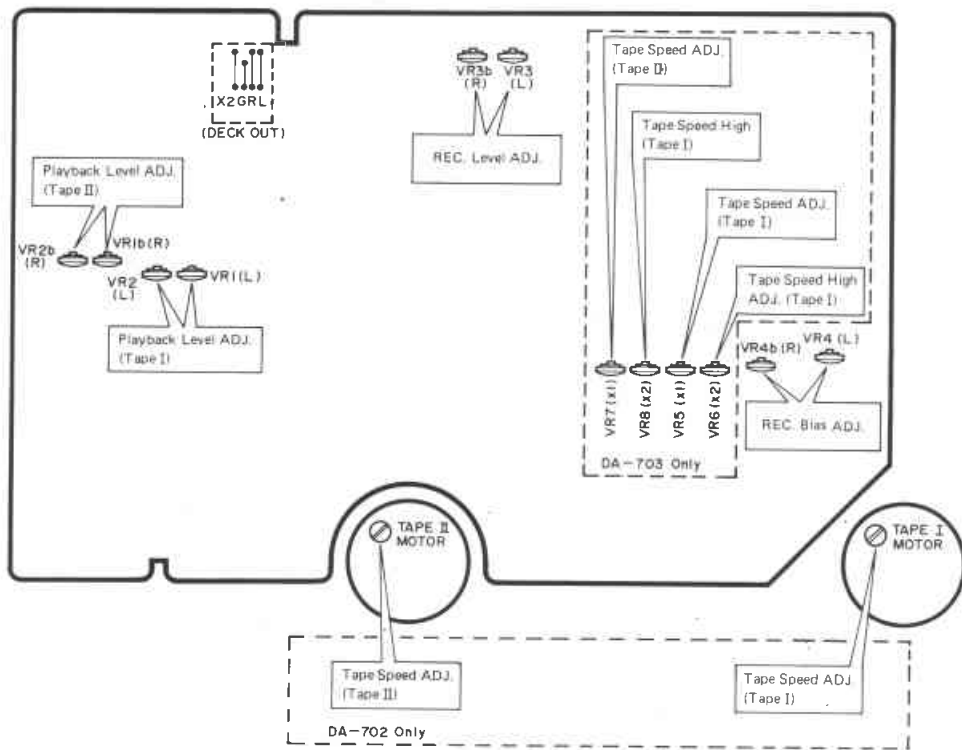 X2GRL
(DECK OUT)
VR3b
(R)
VR3
(L)
REC. Level ADJ.
Tape Speed ADJ.
(Tape II)
Tape Speed High
(Tape I)
Tape Speed ADJ.
(Tape I)
Tape Speed High
ADJ. (Tape I)
Playback Level ADJ.
(Tape II)
VR2b
(R)
VR1b(R)
VR2
(L)
VR1(L)
Playback Level ADJ.
(Tape I)
VR7(x1)
VR8(x2)
VR5(x1)
VR6(x2)
DA-703 Only
VR4b(R)
VR4(L)
REC. Bias ADJ.
TAPE II
MOTOR
TAPE I
MOTOR
Tape Speed ADJ.
(Tape II)
Tape Speed ADJ
(Tape I)
DA-702 Only